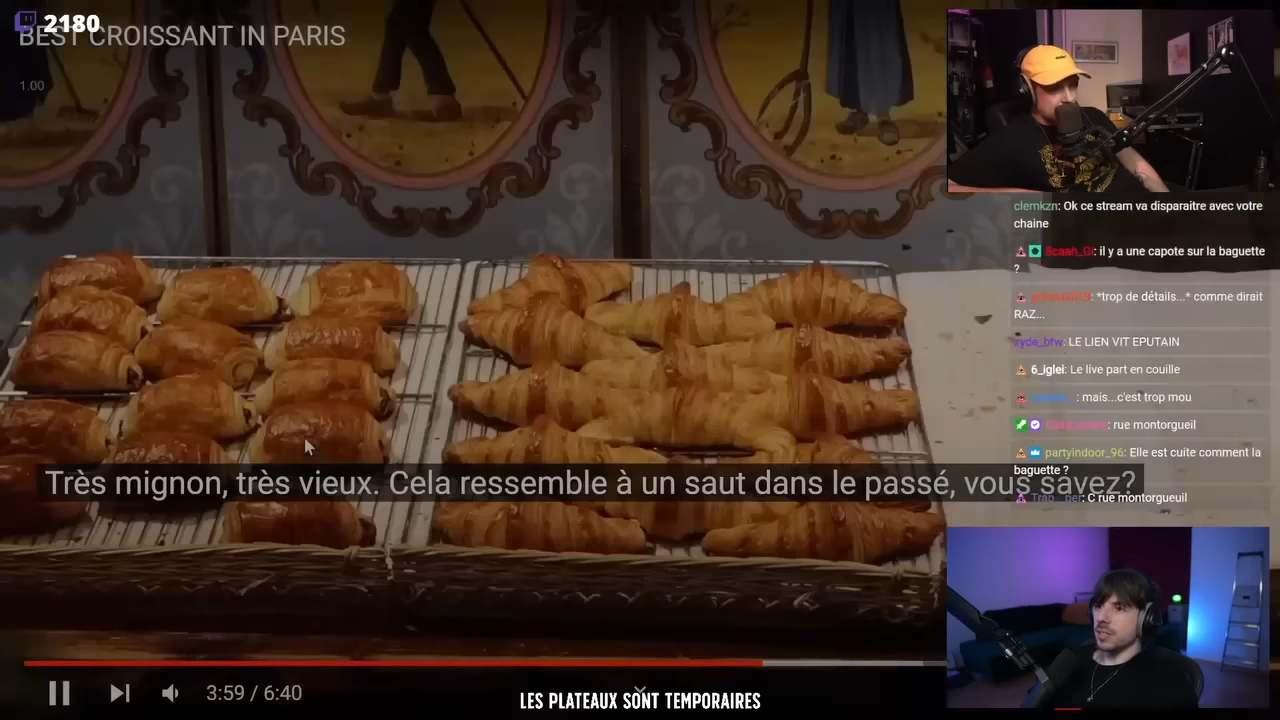 2180
BEST CROISSANT IN PARIS
1.00
clemkzn: Ok ce stream va disparaitre avec votre
chaine
Scaah_Gi: il y a une capote sur la baguette
?
: *trop de détails...* comme dirait
RAZ...
zyde_btw: LE LIEN VIT EPUTAIN
6_iglei: Le live part en couille
: mais...c'est trop mou
: rue montorgueil
partyindoor_96: Elle est cuite comment la
baguette ?
: C rue montorgueuil
Très mignon, très vieux. Cela ressemble à un saut dans le passé, vous savez?
3:59 / 6:40
LES PLATEAUX SONT TEMPORAIRES